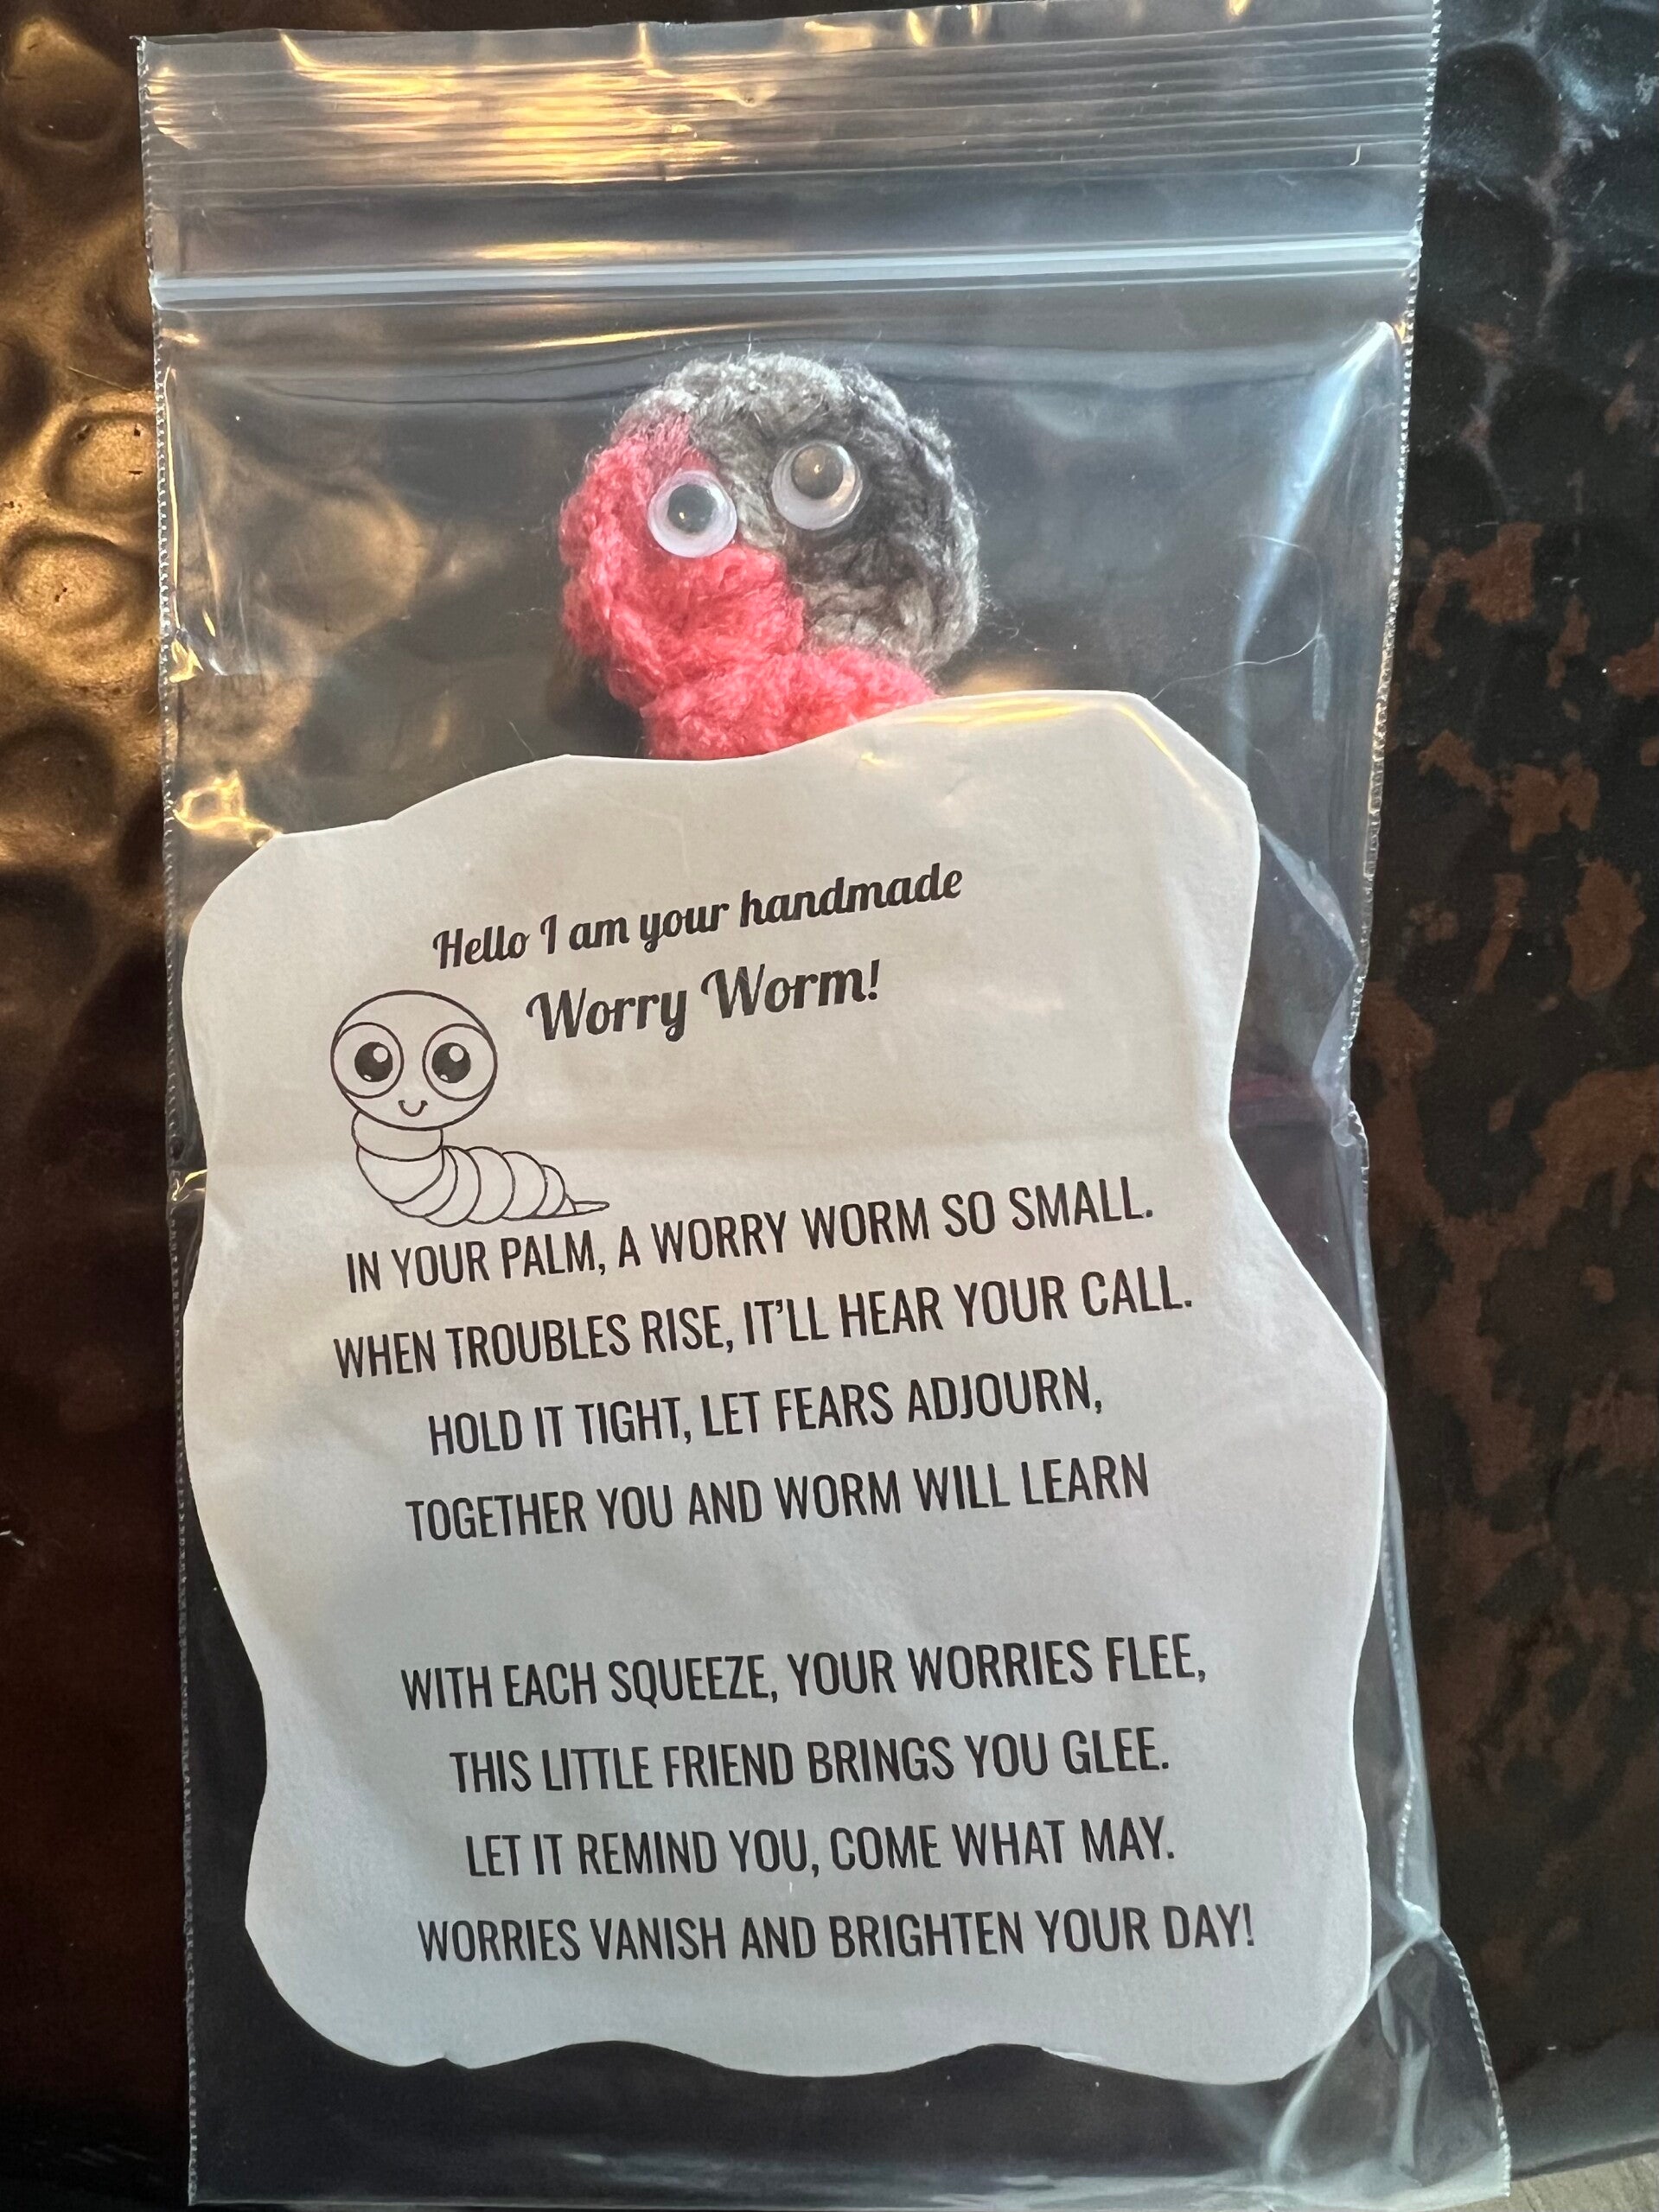 Hello I am your handmade
Worry Worm!
IN YOUR PALM, A WORRY WORM SO SMALL.
WHEN TROUBLES RISE, IT'LL HEAR YOUR CALL.
HOLD IT TIGHT, LET FEARS ADJOURN,
TOGETHER YOU AND WORM WILL LEARN
WITH EACH SQUEEZE, YOUR WORRIES FLEE,
THIS LITTLE FRIEND BRINGS YOU GLEE.
LET IT REMIND YOU, COME WHAT MAY.
WORRIES VANISH AND BRIGHTEN YOUR DAY!